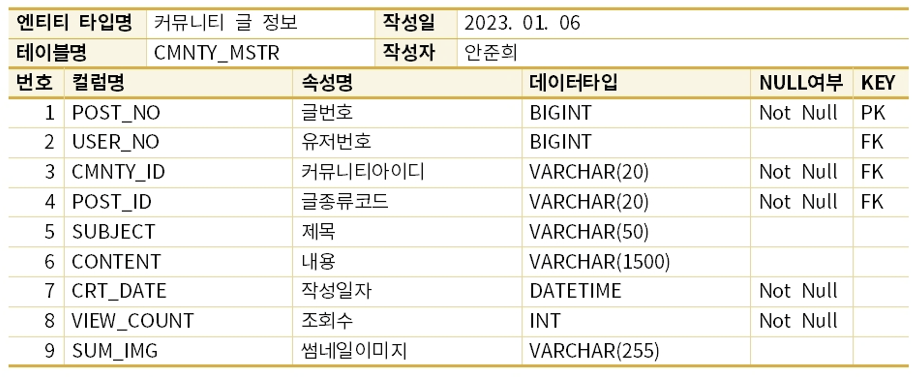 엔티티 타입명 커뮤니티 글 정보 작성일 2023. 01. 06
테이블명 CMNTY_MSTR 작성자 안준희
번호 컬럼명 속성명 데이터타입 NULL여부 KEY
1 POST_NO 글번호 BIGINT Not Null PK
2 USER_NO 유저번호 BIGINT FK
3 CMNTY_ID 커뮤니티아이디 VARCHAR(20) Not Null FK
4 POST_ID 글종류코드 VARCHAR(20) Not Null FK
5 SUBJECT 제목 VARCHAR(50)
6 CONTENT 내용 VARCHAR(1500)
7 CRT_DATE 작성일자 DATETIME Not Null
8 VIEW_COUNT 조회수 INT Not Null
9 SUM_IMG 썸네일이미지 VARCHAR(255)